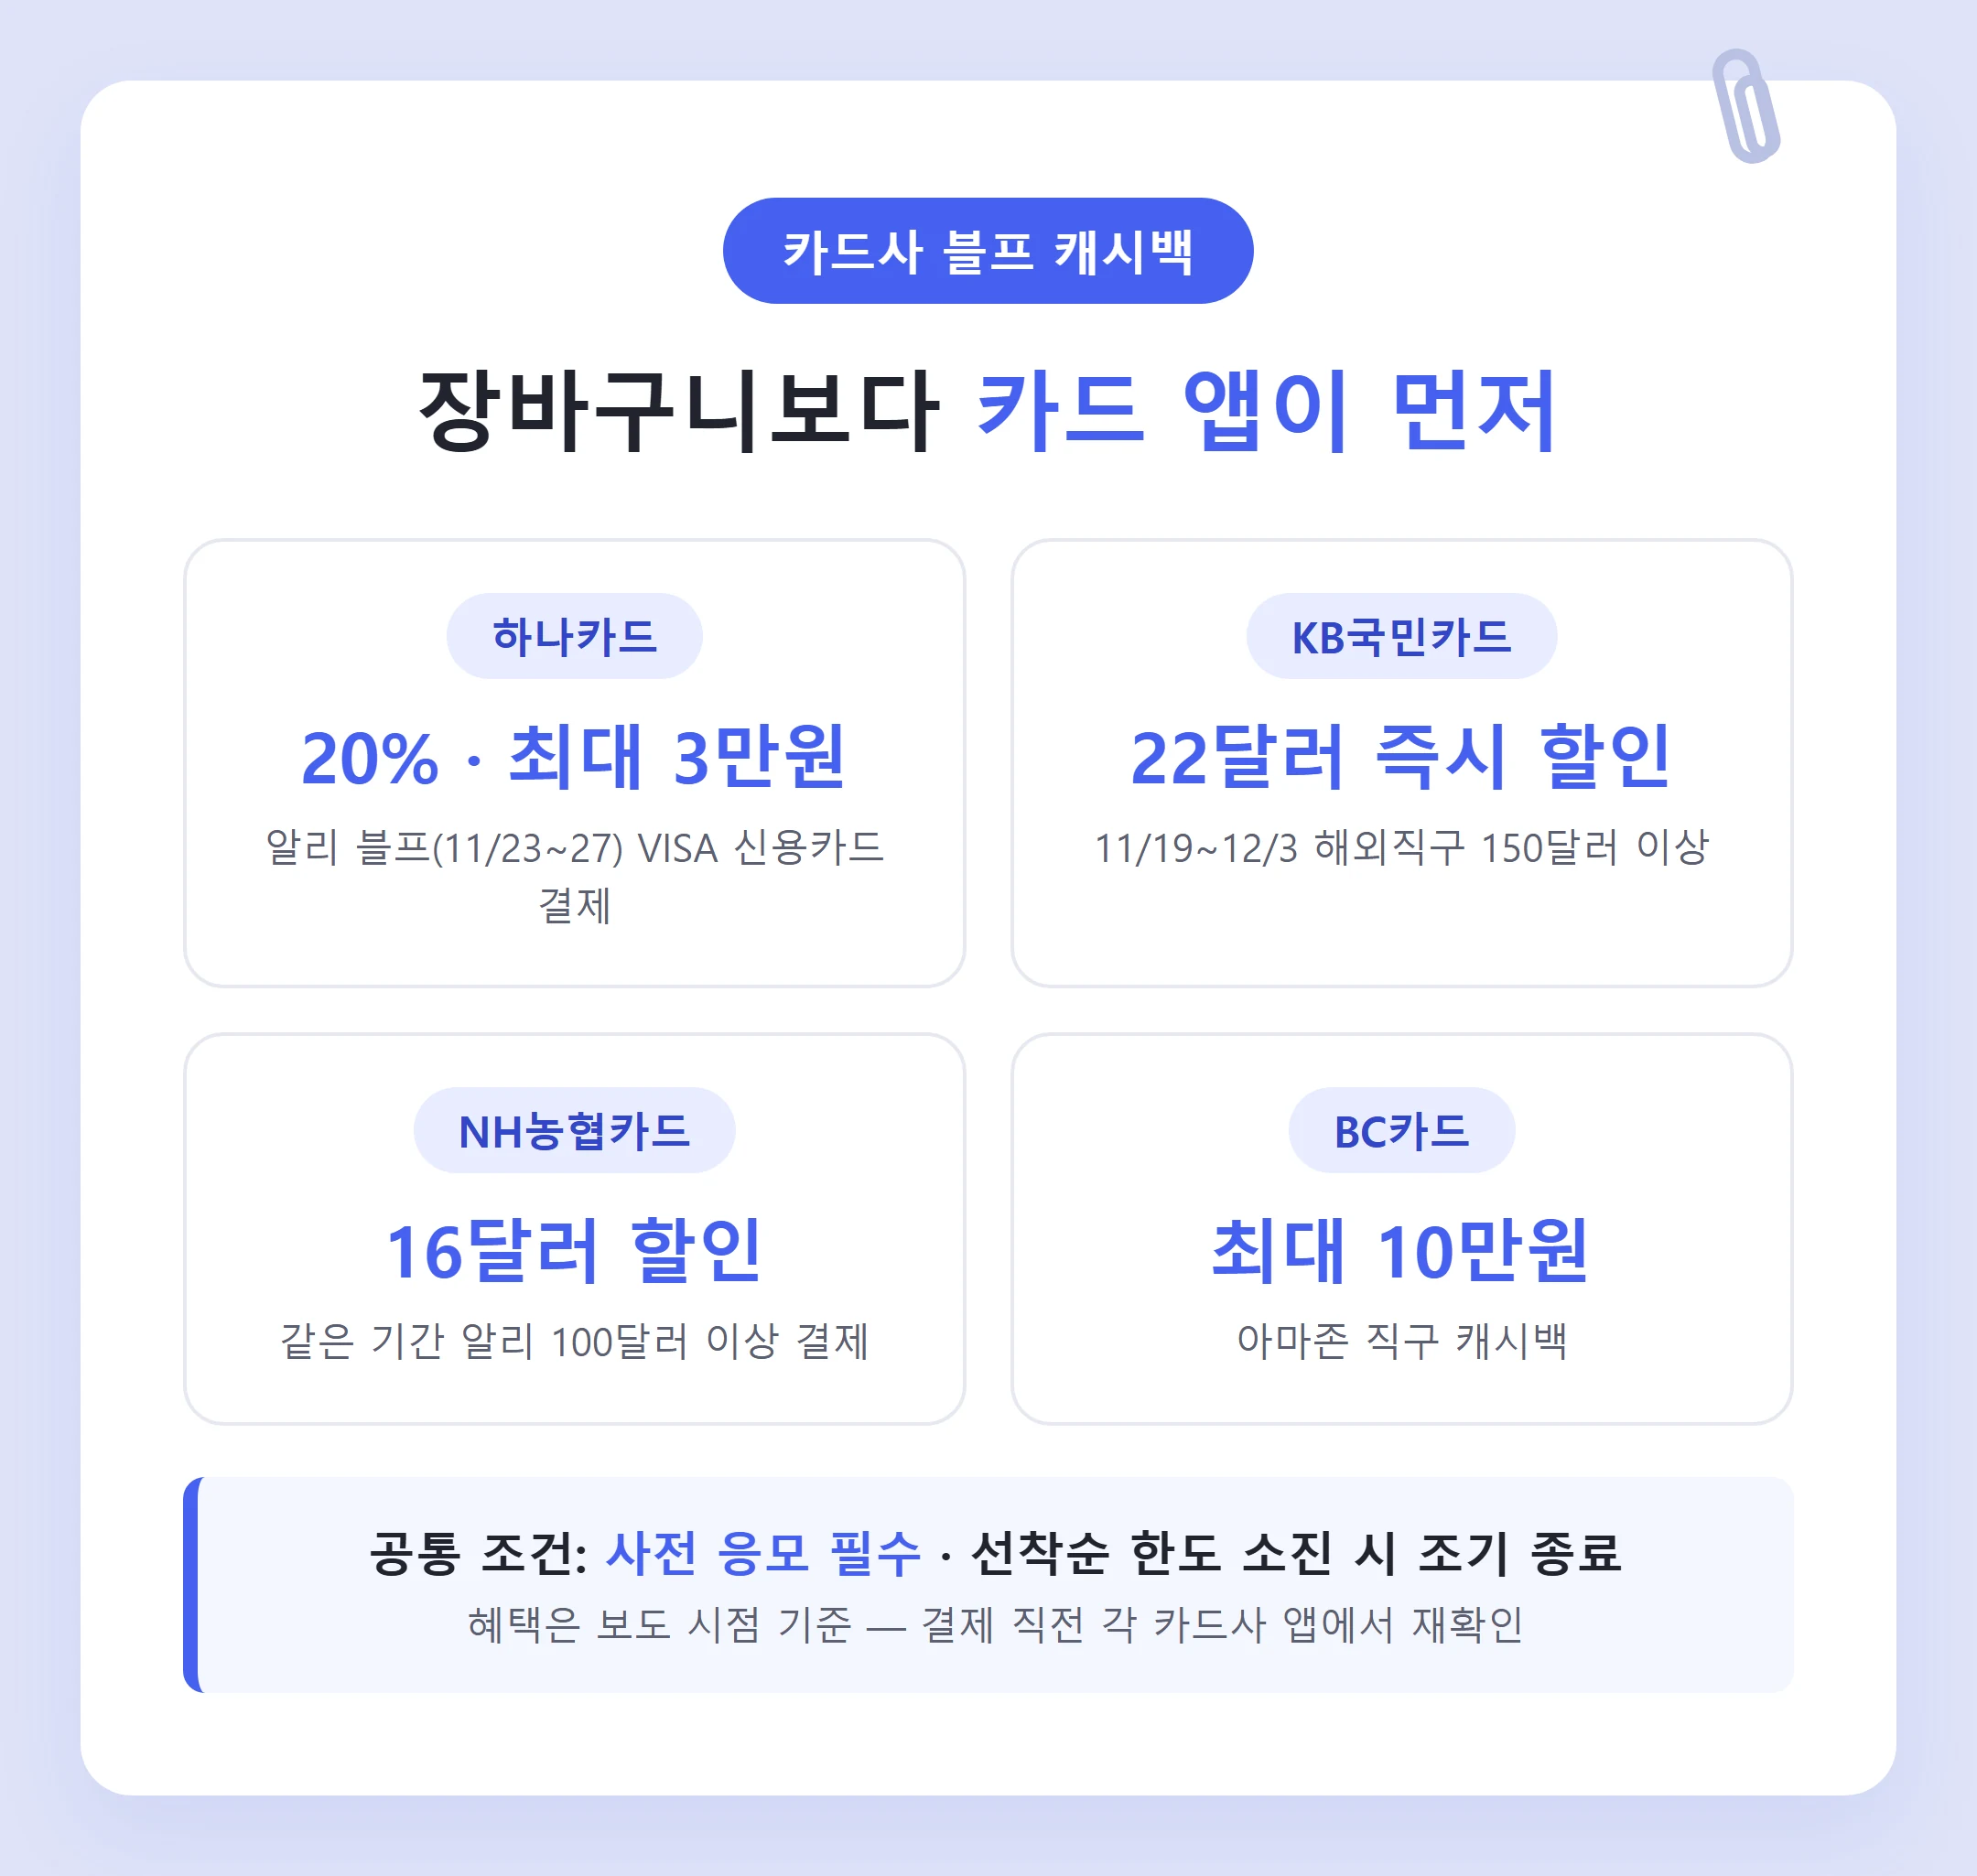 카드사 블프 캐시백
장바구니보다 카드 앱이 먼저
하나카드
20% · 최대 3만원
알리 블프(11/23~27) VISA 신용카드
결제
KB국민카드
22달러 즉시 할인
11/19~12/3 해외직구 150달러 이상
NH농협카드
16달러 할인
같은 기간 알리 100달러 이상 결제
BC카드
최대 10만원
아마존 직구 캐시백
공통 조건: 사전 응모 필수 · 선착순 한도 소진 시 조기 종료
혜택은 보도 시점 기준 — 결제 직전 각 카드사 앱에서 재확인